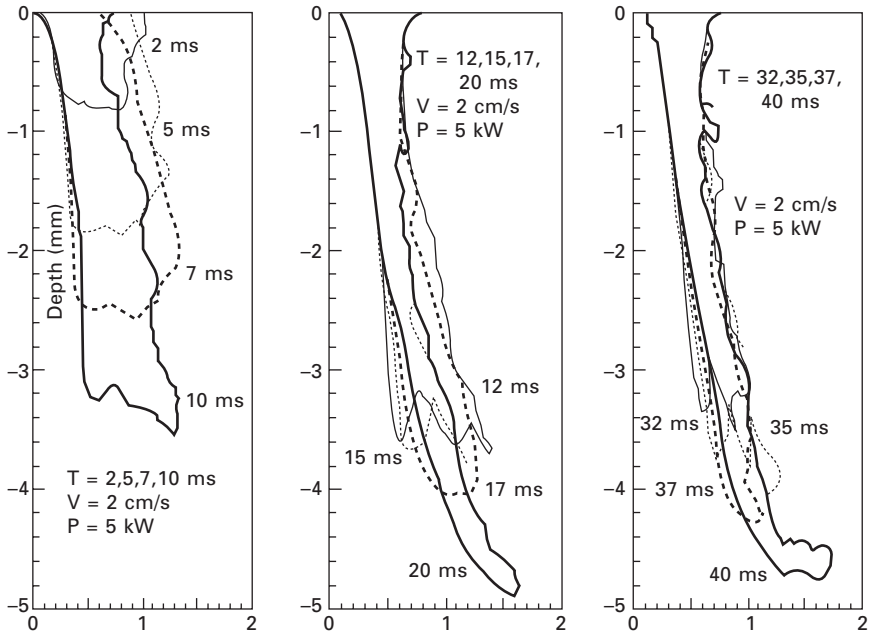 0
−1
−2
−3
−4
−5
Depth (mm)
2 ms
5 ms
7 ms
10 ms
T = 2,5,7,10 ms
V = 2 cm/s
P = 5 kW
0
1
2
0
−1
−2
−3
−4
−5
T = 12,15,17,
20 ms
V = 2 cm/s
P = 5 kW
12 ms
15 ms
17 ms
20 ms
0
1
2
0
−1
−2
−3
−4
−5
T = 32,35,37,
40 ms
V = 2 cm/s
P = 5 kW
32 ms
35 ms
37 ms
40 ms
0
1
2